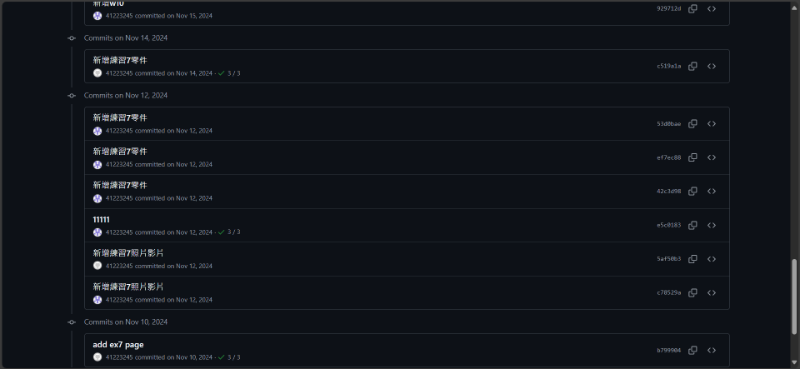 新增w10
41223245 committed on Nov 15, 2024
929712d
Commits on Nov 14, 2024
新增練習7零件
41223245 committed on Nov 14, 2024 · 3 / 3
c519a1a
Commits on Nov 12, 2024
新增練習7零件
41223245 committed on Nov 12, 2024
53d0bae
新增練習7零件
41223245 committed on Nov 12, 2024
ef7ec80
新增練習7零件
41223245 committed on Nov 12, 2024
42c3d98
11111
41223245 committed on Nov 12, 2024 · 3 / 3
e5c0183
新增練習7照片影片
41223245 committed on Nov 12, 2024
5af50b3
新增練習7照片影片
41223245 committed on Nov 12, 2024
c78529a
Commits on Nov 10, 2024
add ex7 page
41223245 committed on Nov 10, 2024 · 3 / 3
b799904